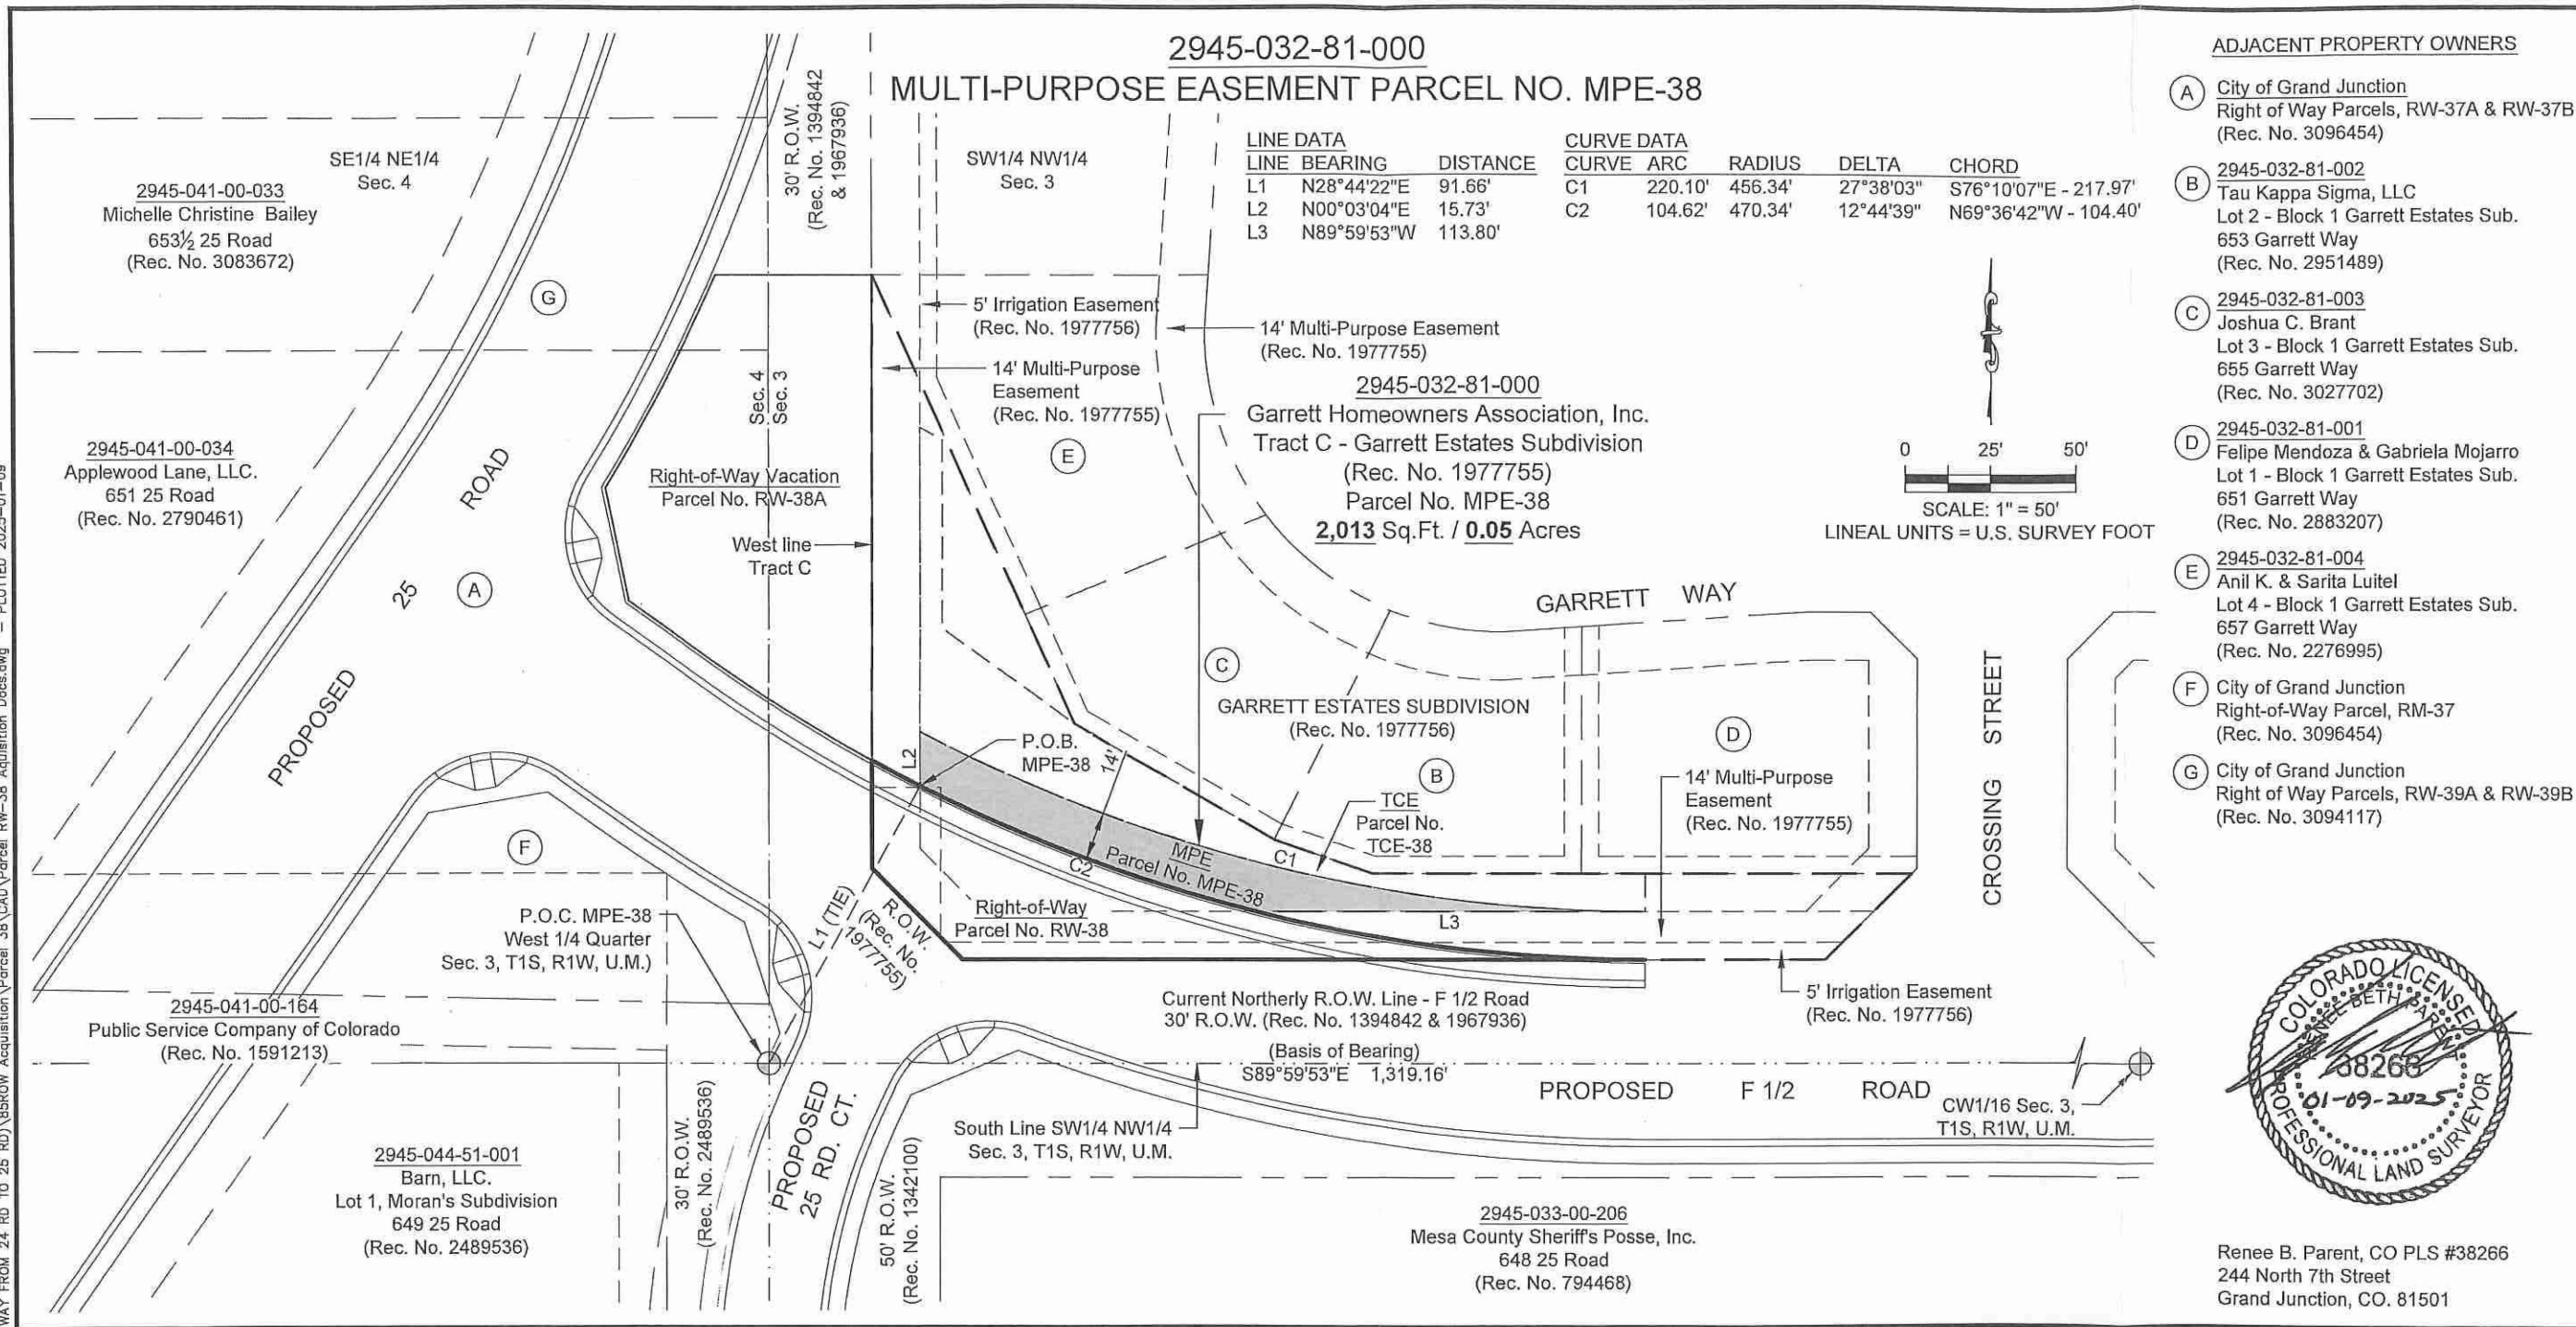 2945-032-81-000
MULTI-PURPOSE EASEMENT PARCEL NO. MPE-38
LINE DATA
LINE BEARING DISTANCE
L1 N28°44'22"E 91.66'
L2 N00°03'04"E 15.73'
L3 N89°59'53"W 113.80'
CURVE DATA
CURVE ARC RADIUS DELTA CHORD
C1 220.10' 456.34' 27°38'03" S76°10'07"E - 217.97'
C2 104.62' 470.34' 12°44'39" N69°36'42"W - 104.40'
30' R.O.W.
(Rec. No. 1394842
& 1967936)
SE1/4 NE1/4
Sec. 4
SW1/4 NW1/4
Sec. 3
2945-041-00-033
Michelle Christine Bailey
653½ 25 Road
(Rec. No. 3083672)
G
5' Irrigation Easement
(Rec. No. 1977756)
14' Multi-Purpose Easement
(Rec. No. 1977755)
14' Multi-Purpose
Easement
(Rec. No. 1977755)
Sec. 4
Sec. 3
2945-032-81-000
Garrett Homeowners Association, Inc.
Tract C - Garrett Estates Subdivision
(Rec. No. 1977755)
Parcel No. MPE-38
2,013 Sq.Ft. / 0.05 Acres
0 25' 50'
SCALE: 1" = 50'
LINEAL UNITS = U.S. SURVEY FOOT
2945-041-00-034
Applewood Lane, LLC.
651 25 Road
(Rec. No. 2790461)
E
Right-of-Way Vacation
Parcel No. RW-38A
West line
Tract C
PROPOSED 25 ROAD
A
GARRETT WAY
C
GARRETT ESTATES SUBDIVISION
(Rec. No. 1977756)
CROSSING STREET
D
B
P.O.B.
MPE-38
L2
14'
14' Multi-Purpose
Easement
(Rec. No. 1977755)
TCE
Parcel No.
TCE-38
C1
MPE
Parcel No. MPE-38
C2
F
L3
Right-of-Way
Parcel No. RW-38
P.O.C. MPE-38
West 1/4 Quarter
Sec. 3, T1S, R1W, U.M.)
L1 (TIE)
R.O.W.
(Rec. No.
1977755)
2945-041-00-164
Public Service Company of Colorado
(Rec. No. 1591213)
Current Northerly R.O.W. Line - F 1/2 Road
30' R.O.W. (Rec. No. 1394842 & 1967936)
5' Irrigation Easement
(Rec. No. 1977756)
(Basis of Bearing)
S89°59'53"E 1,319.16'
PROPOSED F 1/2 ROAD
CW1/16 Sec. 3,
T1S, R1W, U.M.
South Line SW1/4 NW1/4
Sec. 3, T1S, R1W, U.M.
PROPOSED
25 RD. CT.
30' R.O.W.
(Rec. No. 2489536)
50' R.O.W.
(Rec. No. 1342100)
2945-044-51-001
Barn, LLC.
Lot 1, Moran's Subdivision
649 25 Road
(Rec. No. 2489536)
2945-033-00-206
Mesa County Sheriff's Posse, Inc.
648 25 Road
(Rec. No. 794468)
ADJACENT PROPERTY OWNERS
A City of Grand Junction
Right of Way Parcels, RW-37A & RW-37B
(Rec. No. 3096454)
B 2945-032-81-002
Tau Kappa Sigma, LLC
Lot 2 - Block 1 Garrett Estates Sub.
653 Garrett Way
(Rec. No. 2951489)
C 2945-032-81-003
Joshua C. Brant
Lot 3 - Block 1 Garrett Estates Sub.
655 Garrett Way
(Rec. No. 3027702)
D 2945-032-81-001
Felipe Mendoza & Gabriela Mojarro
Lot 1 - Block 1 Garrett Estates Sub.
651 Garrett Way
(Rec. No. 2883207)
E 2945-032-81-004
Anil K. & Sarita Luitel
Lot 4 - Block 1 Garrett Estates Sub.
657 Garrett Way
(Rec. No. 2276995)
F City of Grand Junction
Right-of-Way Parcel, RM-37
(Rec. No. 3096454)
G City of Grand Junction
Right of Way Parcels, RW-39A & RW-39B
(Rec. No. 3094117)
COLORADO LICENSED
RENEE BETH PARENT
38266
01-09-2025
PROFESSIONAL LAND SURVEYOR
Renee B. Parent, CO PLS #38266
244 North 7th Street
Grand Junction, CO. 81501